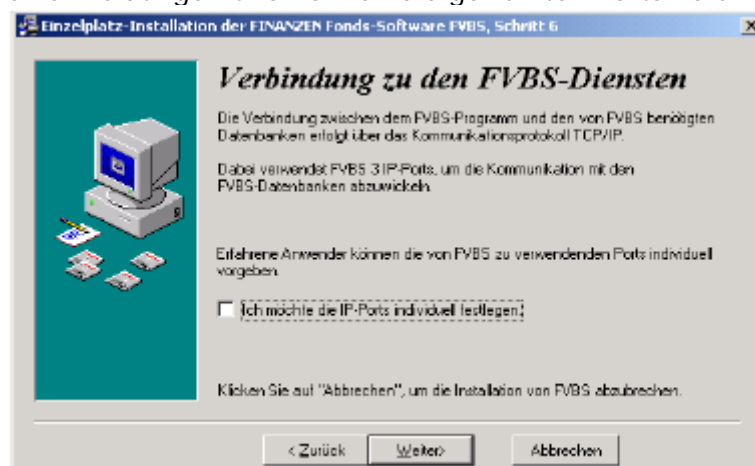 Einzelplatz-Installation der FINANZEN Fonds-Software FVBS, Schritt 6
Verbindung zu den FVBS-Diensten
Die Verbindung zwischen dem FVBS-Programm und den von FVBS benötigten
Datenbanken erfolgt über das Kommunikationsprotokoll TCP/IP.
Dabei verwendet FVBS 3 IP-Ports, um die Kommunikation mit den
FVBS-Datenbanken abzuwickeln.
Erfahrene Anwender können die von FVBS zu verwendenden Ports individuell
vorgeben.
Ich möchte die IP-Ports individuell festlegen.
Klicken Sie auf "Abbrechen", um die Installation von FVBS abzubrechen.
< Zurück
Weiter>
Abbrechen